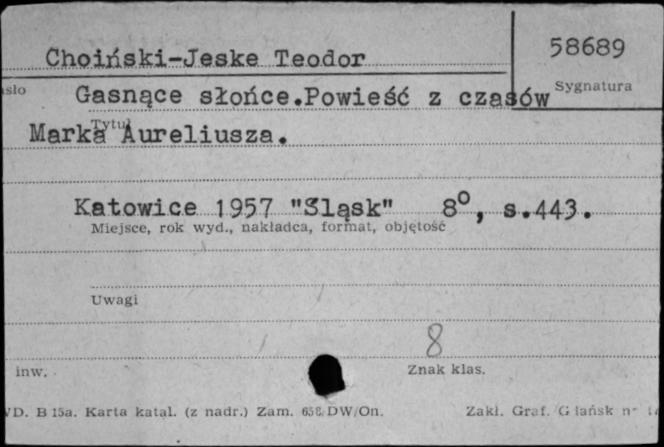 Choiński-Jeske Teodor
58689
asło
Sygnatura
Gasnące słońce.Powieść z czasów
Tytuł
Marka Aureliusza.
Katowice 1957 "Śląsk" 8°, s.443.
Miejsce, rok wyd., nakładca, format, objętość
Uwagi
8
inw.
Znak klas.
D. B 15a. Karta katal. (z nadr.) Zam. DW/On.
Zakł. Graf. Gdańsk